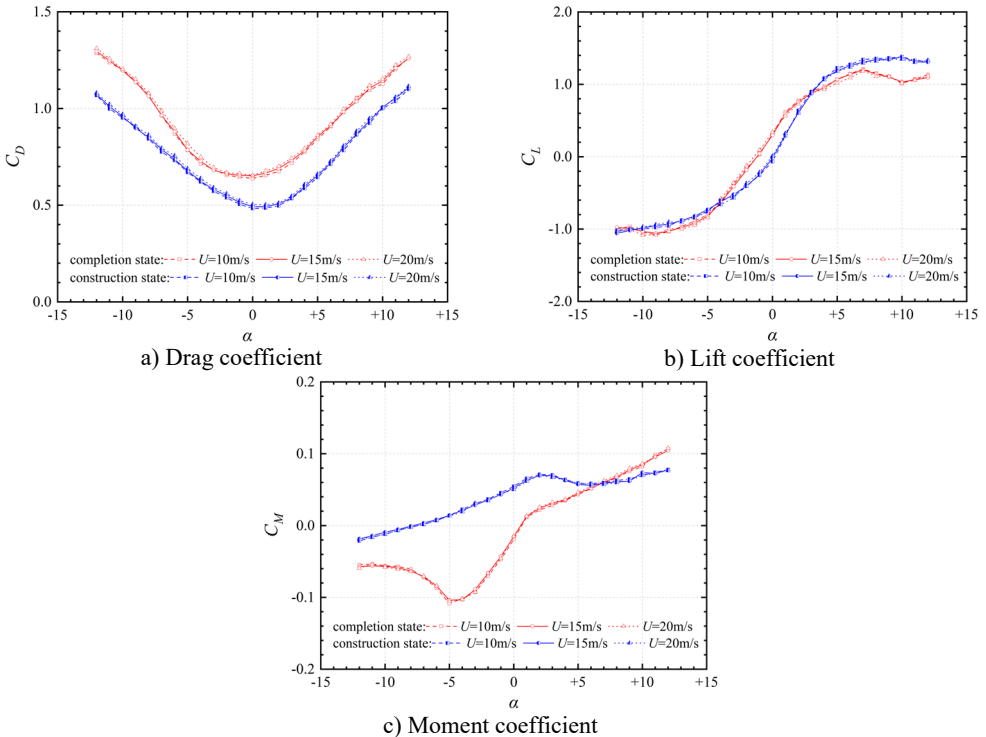 1.5
1.0
0.5
0.0
C_D
completion state: U=10m/s U=15m/s U=20m/s
construction state: U=10m/s U=15m/s U=20m/s
-15 -10 -5 0 +5 +10 +15
α
a) Drag coefficient
2.0
1.0
0.0
-1.0
-2.0
C_L
completion state: U=10m/s U=15m/s U=20m/s
construction state: U=10m/s U=15m/s U=20m/s
-15 -10 -5 0 +5 +10 +15
α
b) Lift coefficient
0.2
0.1
0.0
-0.1
-0.2
C_M
completion state: U=10m/s U=15m/s U=20m/s
construction state: U=10m/s U=15m/s U=20m/s
-15 -10 -5 0 +5 +10 +15
α
c) Moment coefficient